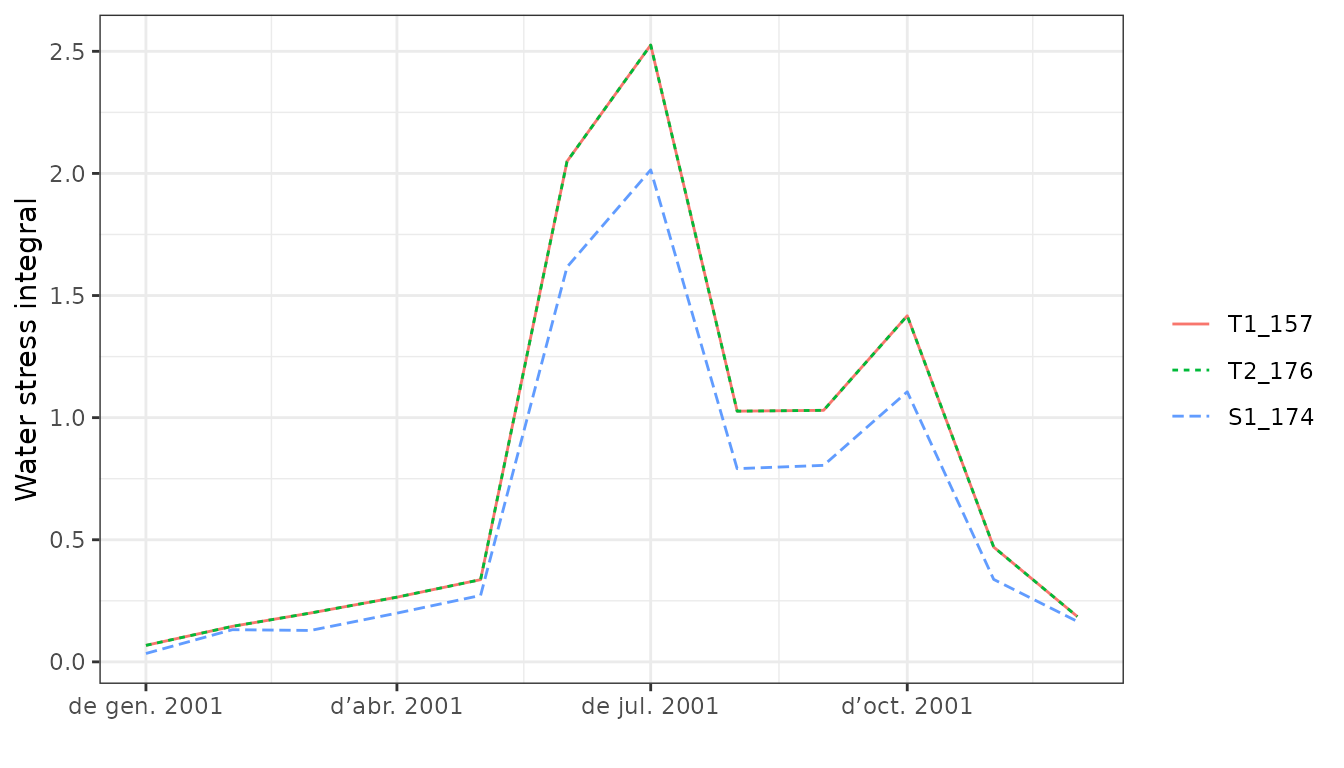 Water stress integral
2.5
2.0
1.5
1.0
0.5
0.0
de gen. 2001
d’abr. 2001
de jul. 2001
d’oct. 2001
T1_157
T2_176
S1_174